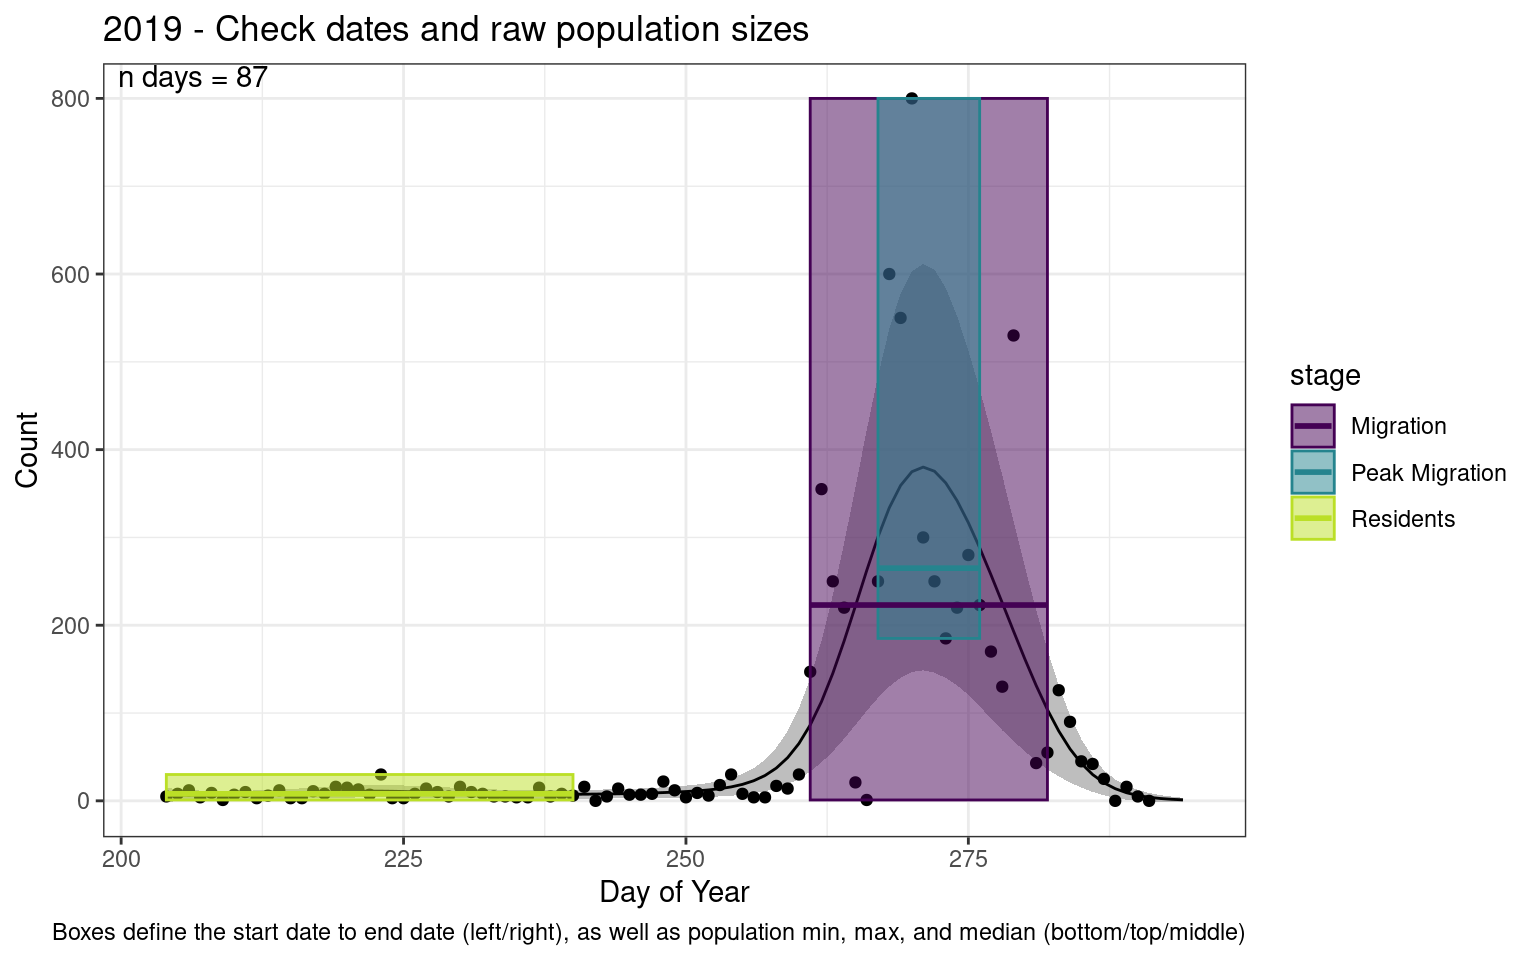 2019 - Check dates and raw population sizes
n days = 87
800
600
400
200
0
Count
200 225 250 275
Day of Year
stage
Migration
Peak Migration
Residents
Boxes define the start date to end date (left/right), as well as population min, max, and median (bottom/top/middle)